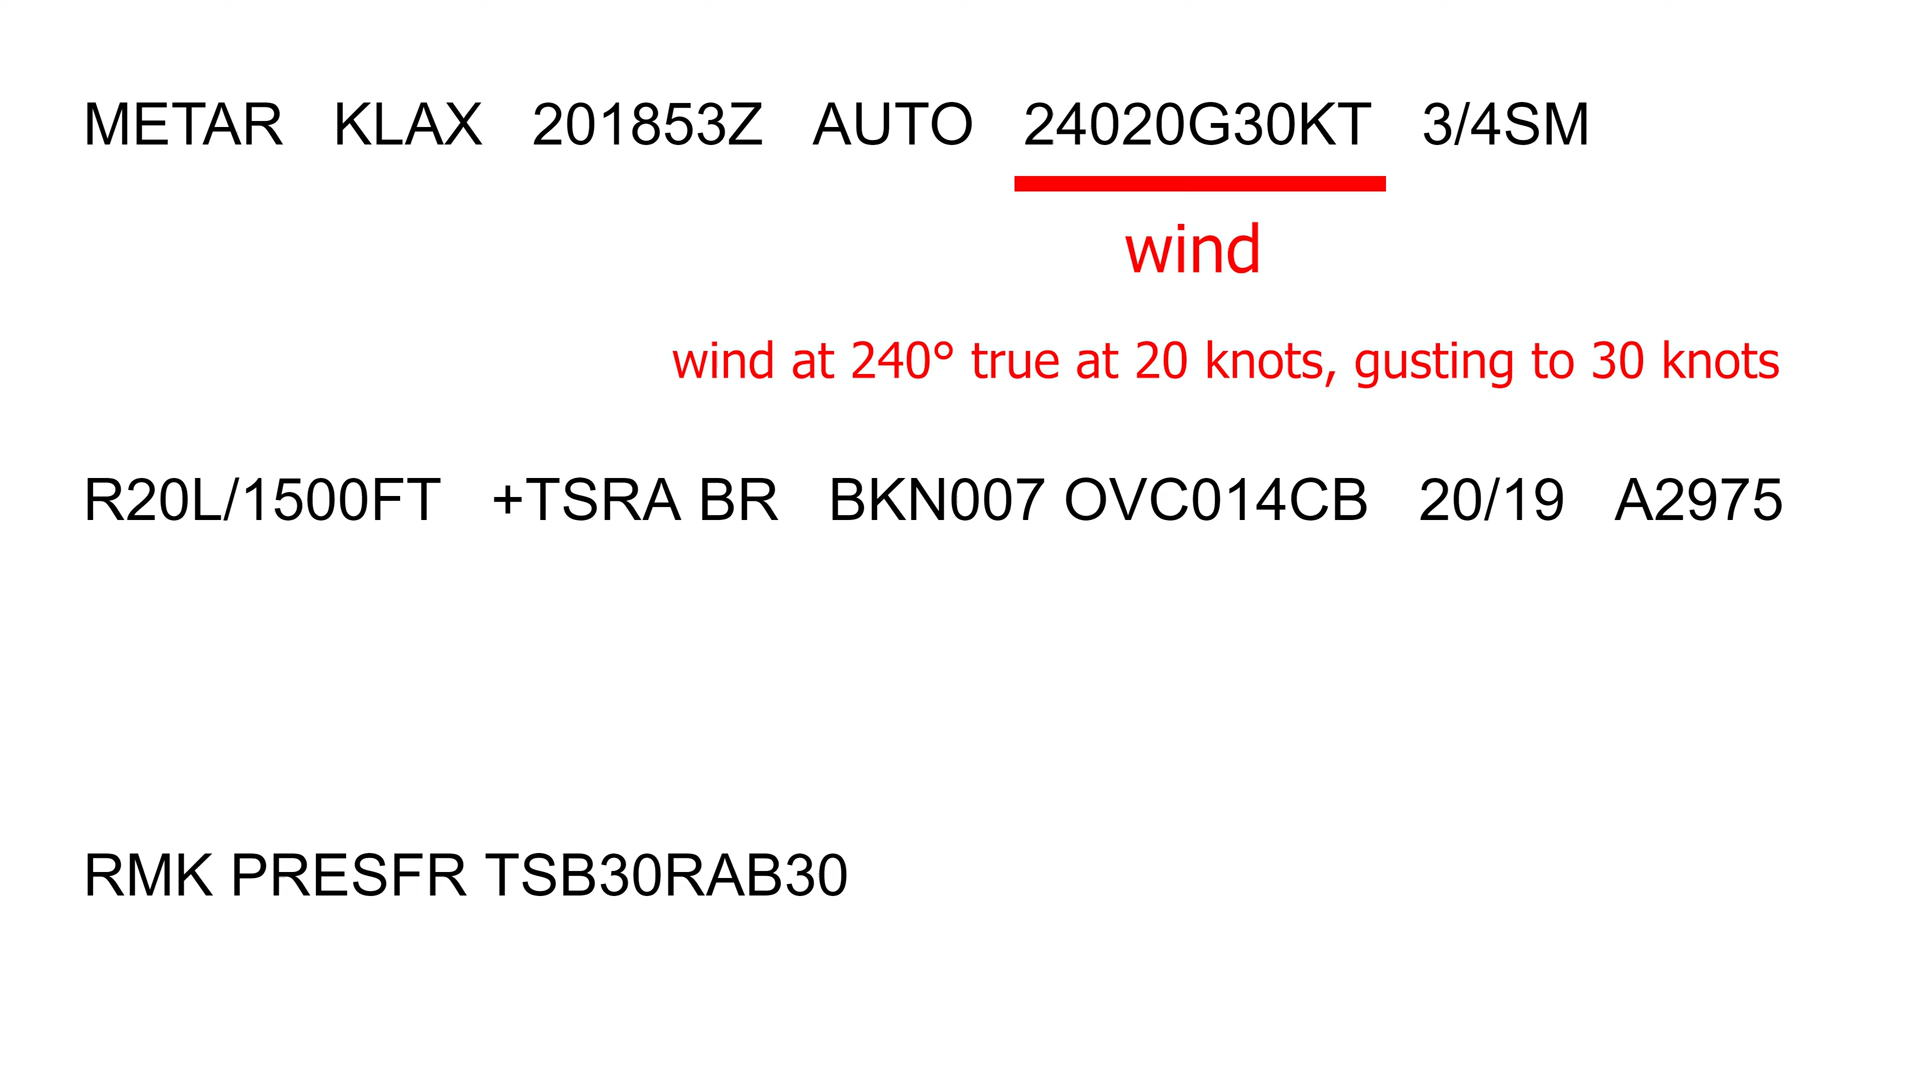 METAR KLAX 201853Z AUTO 24020G30KT 3/4SM
wind
wind at 240° true at 20 knots, gusting to 30 knots
R20L/1500FT +TSRA BR BKN007 OVC014CB 20/19 A2975
RMK PRESFR TSB30RAB30